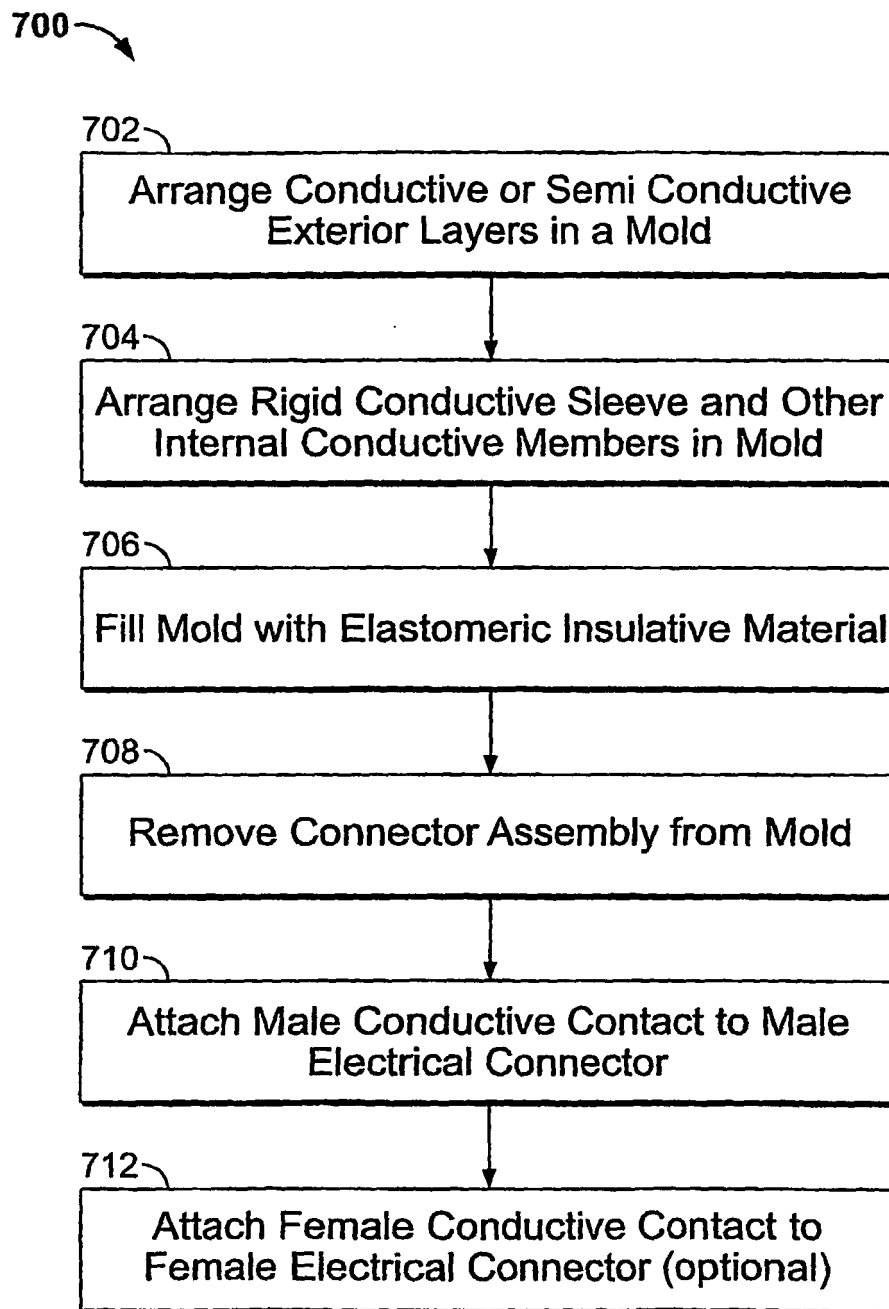 700
702
Arrange Conductive or Semi Conductive
Exterior Layers in a Mold
704
Arrange Rigid Conductive Sleeve and Other
Internal Conductive Members in Mold
706
Fill Mold with Elastomeric Insulative Material
708
Remove Connector Assembly from Mold
710
Attach Male Conductive Contact to Male
Electrical Connector
712
Attach Female Conductive Contact to
Female Electrical Connector (optional)